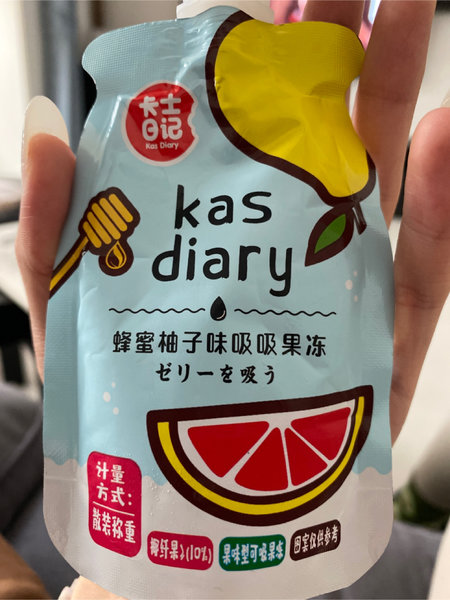 卡士
日记
Kas Diary
kas
diary
蜂蜜柚子味吸吸果冻
ゼリーを吸う
计量
方式:
散装称重
椰纤果≥(10%)
果味型可吸果冻
图案仅供参考